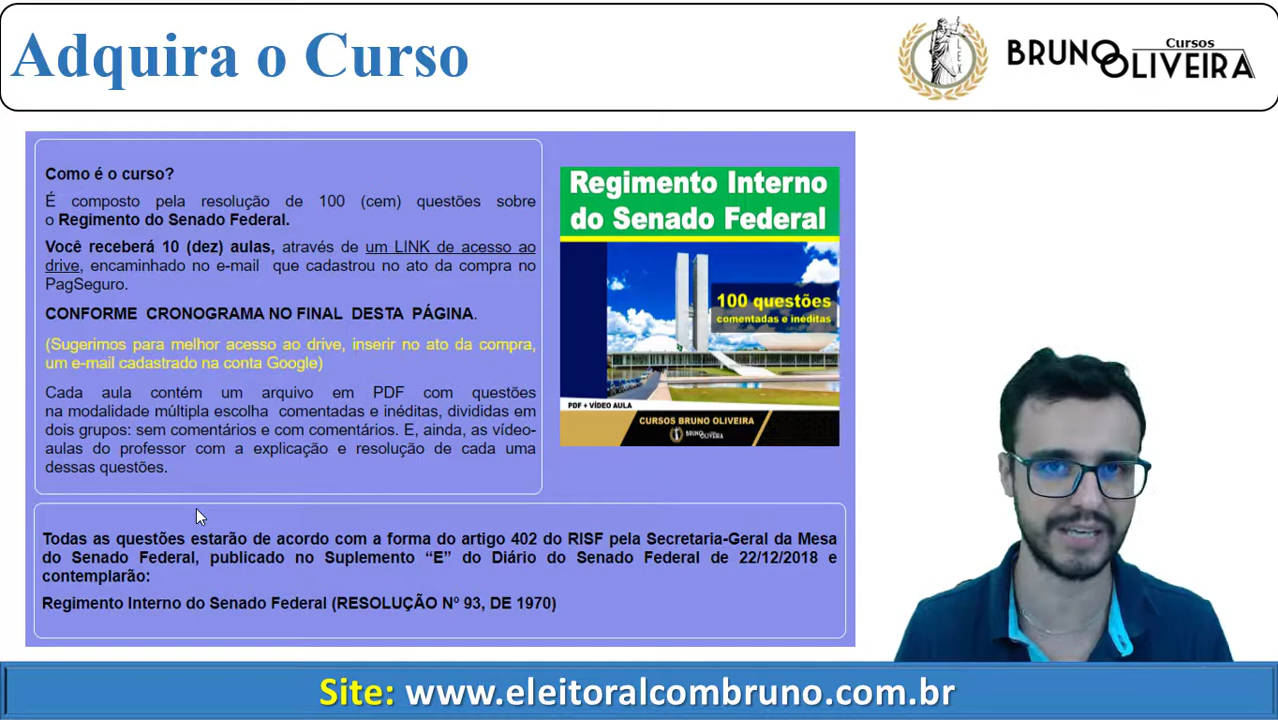 Adquira o Curso
Cursos
BRUNO
OLIVEIRA
LEX
Como é o curso?
É composto pela resolução de 100 (cem) questões sobre
o Regimento do Senado Federal.
Você receberá 10 (dez) aulas, através de um LINK de acesso ao
drive, encaminhado no e-mail que cadastrou no ato da compra no
PagSeguro.
CONFORME CRONOGRAMA NO FINAL DESTA PÁGINA.
(Sugerimos para melhor acesso ao drive, inserir no ato da compra,
um e-mail cadastrado na conta Google)
Cada aula contém um arquivo em PDF com questões
na modalidade múltipla escolha comentadas e inéditas, divididas em
dois grupos: sem comentários e com comentários. E, ainda, as vídeo-
aulas do professor com a explicação e resolução de cada uma
dessas questões.
Regimento Interno
do Senado Federal
100 questões
comentadas e inéditas
PDF + VÍDEO AULA
CURSOS BRUNO OLIVEIRA
BRUNO
OLIVEIRA
Todas as questões estarão de acordo com a forma do artigo 402 do RISF pela Secretaria-Geral da Mesa
do Senado Federal, publicado no Suplemento “E” do Diário do Senado Federal de 22/12/2018 e
contemplarão:
Regimento Interno do Senado Federal (RESOLUÇÃO Nº 93, DE 1970)
Site: www.eleitoralcombruno.com.br